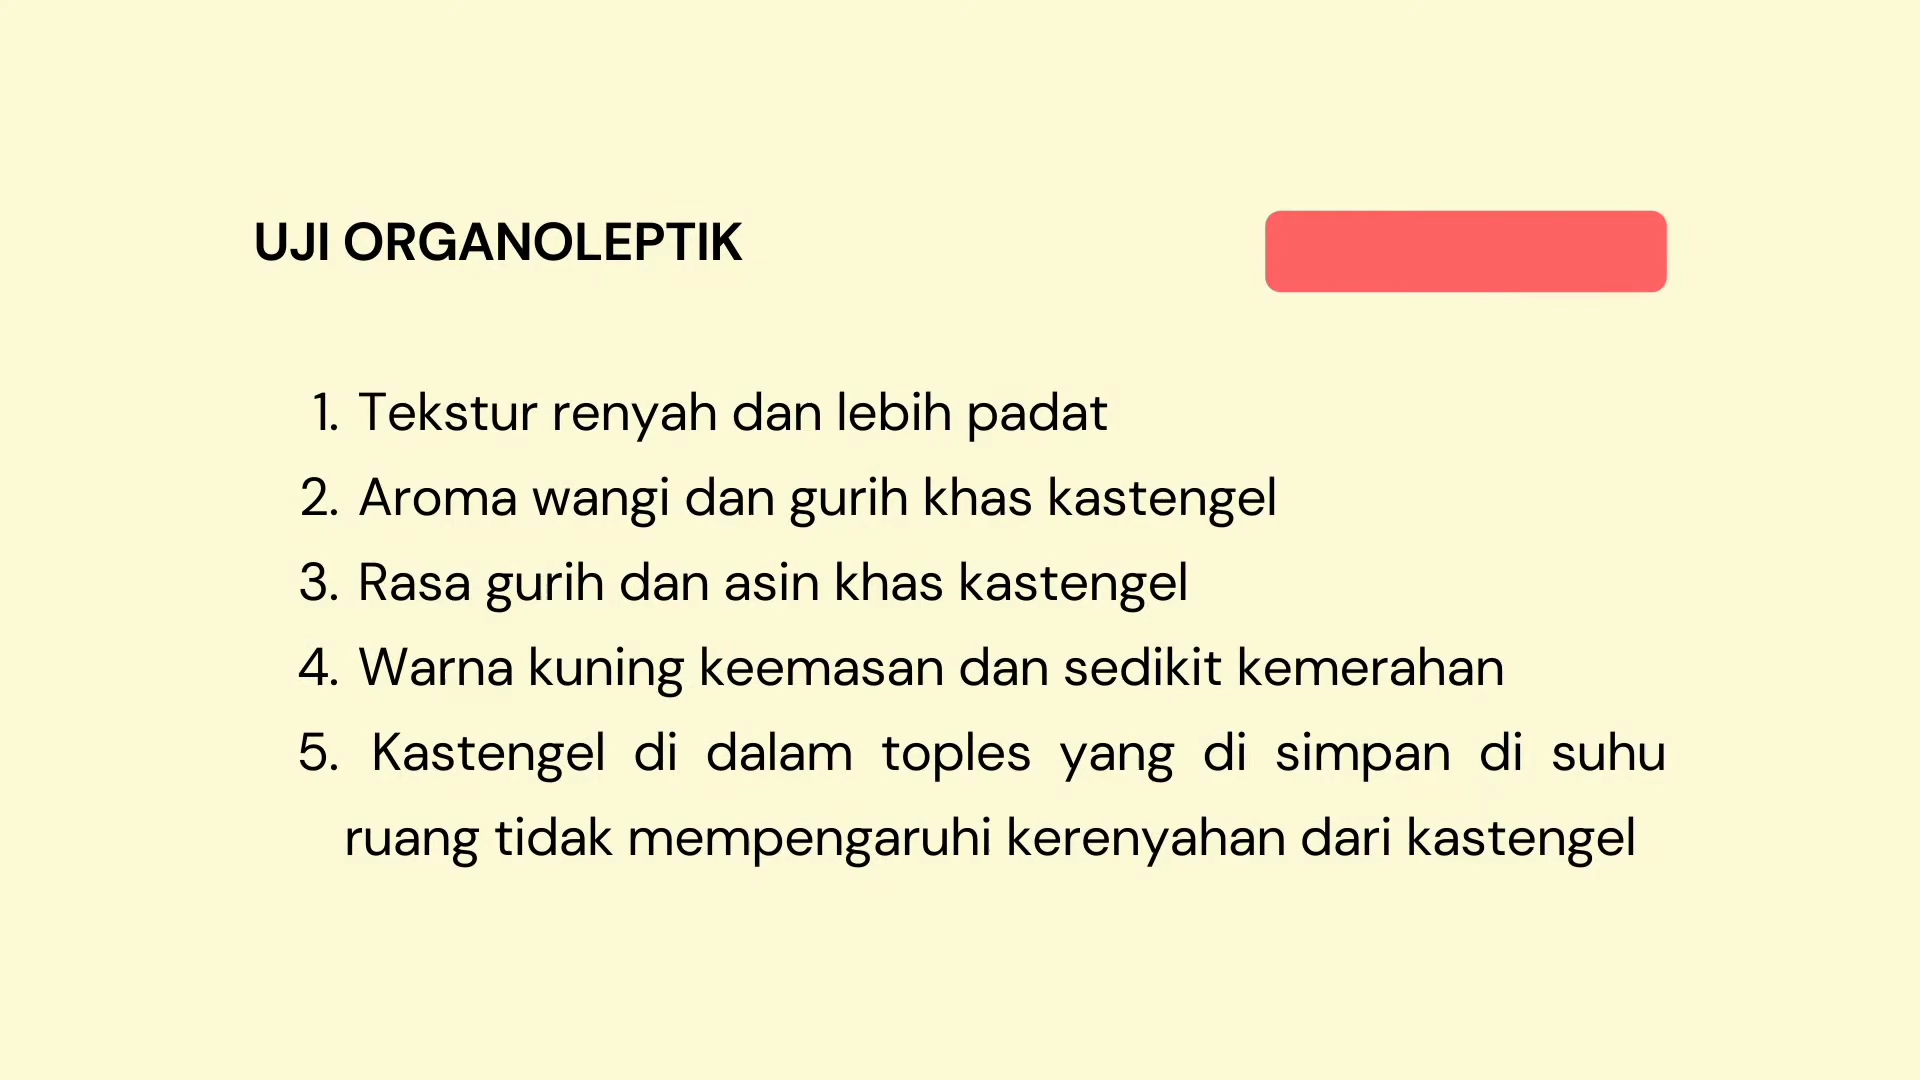 UJI ORGANOLEPTIK
1. Tekstur renyah dan lebih padat
2. Aroma wangi dan gurih khas kastengel
3. Rasa gurih dan asin khas kastengel
4. Warna kuning keemasan dan sedikit kemerahan
5. Kastengel di dalam toples yang di simpan di suhu
ruang tidak mempengaruhi kerenyahan dari kastengel